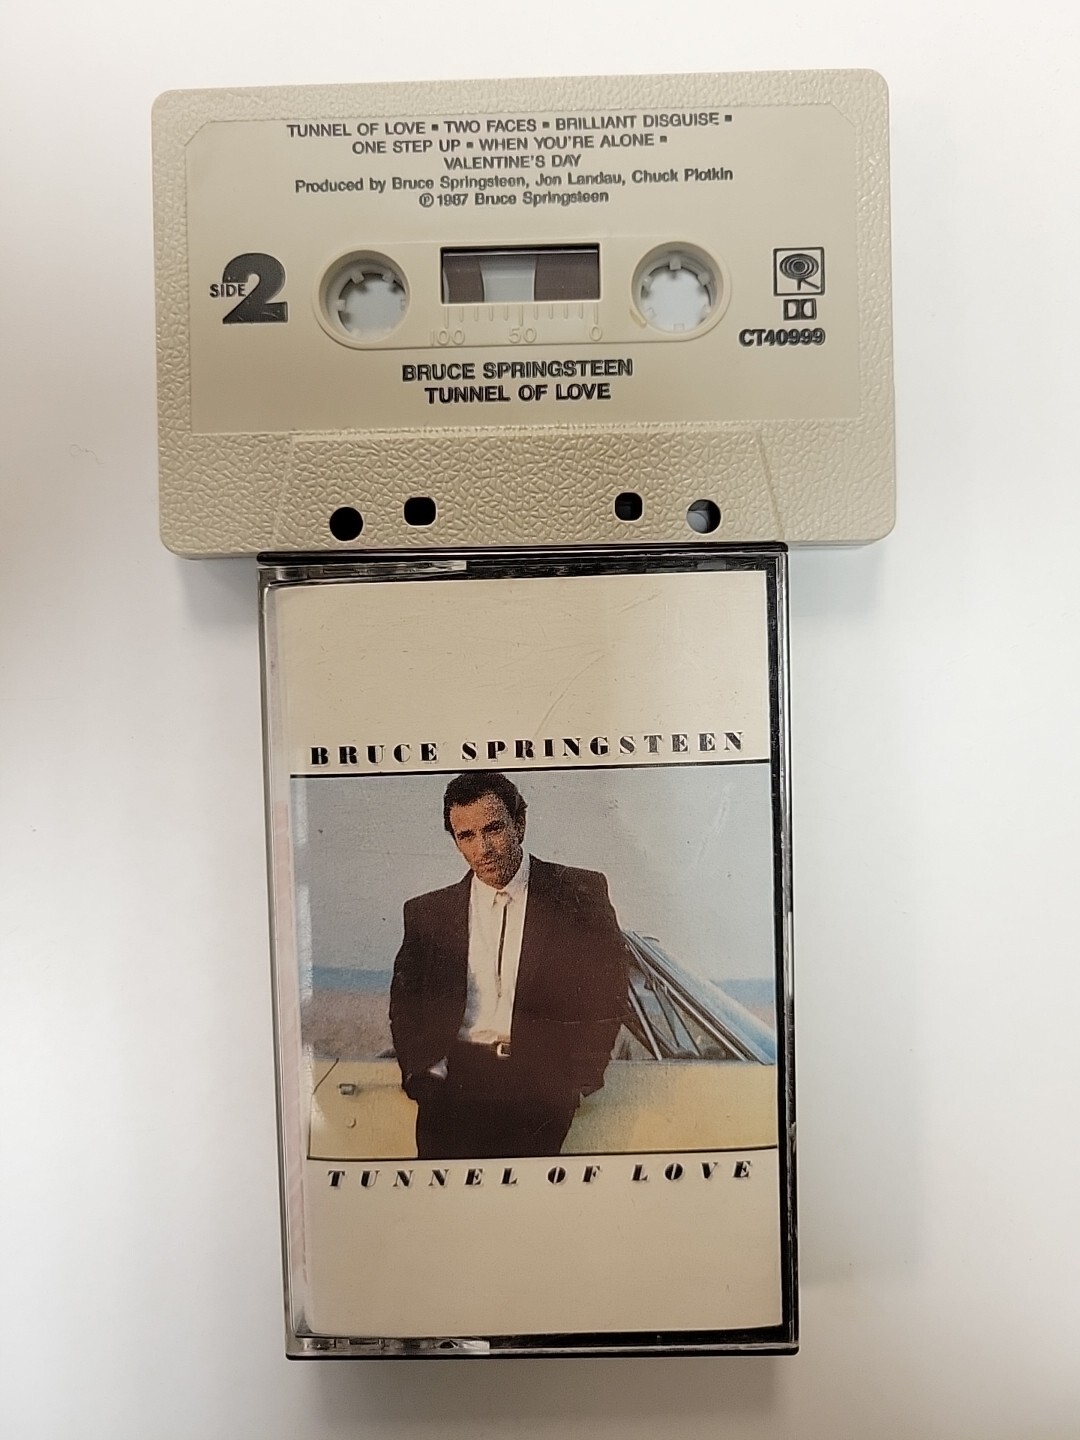 TUNNEL OF LOVE ▪ TWO FACES ▪ BRILLIANT DISGUISE ▪
ONE STEP UP ▪ WHEN YOU'RE ALONE ▪
VALENTINE'S DAY
Produced by Bruce Springsteen, Jon Landau, Chuck Plotkin
℗ 1987 Bruce Springsteen
SIDE 2
100 50 0
CT40999
BRUCE SPRINGSTEEN
TUNNEL OF LOVE
BRUCE SPRINGSTEEN
TUNNEL OF LOVE